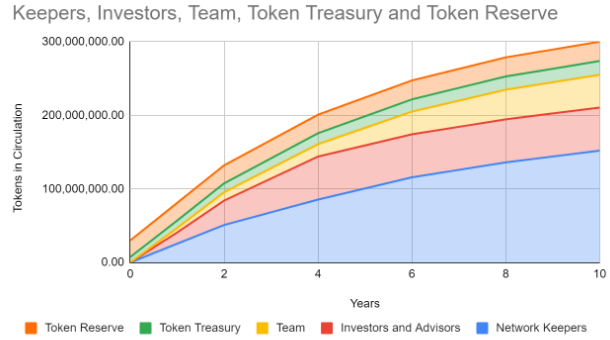 Keepers, Investors, Team, Token Treasury and Token Reserve
300,000,000.00
200,000,000.00
100,000,000.00
0.00
Tokens in Circulation
0 2 4 6 8 10
Years
Token Reserve Token Treasury Team Investors and Advisors Network Keepers